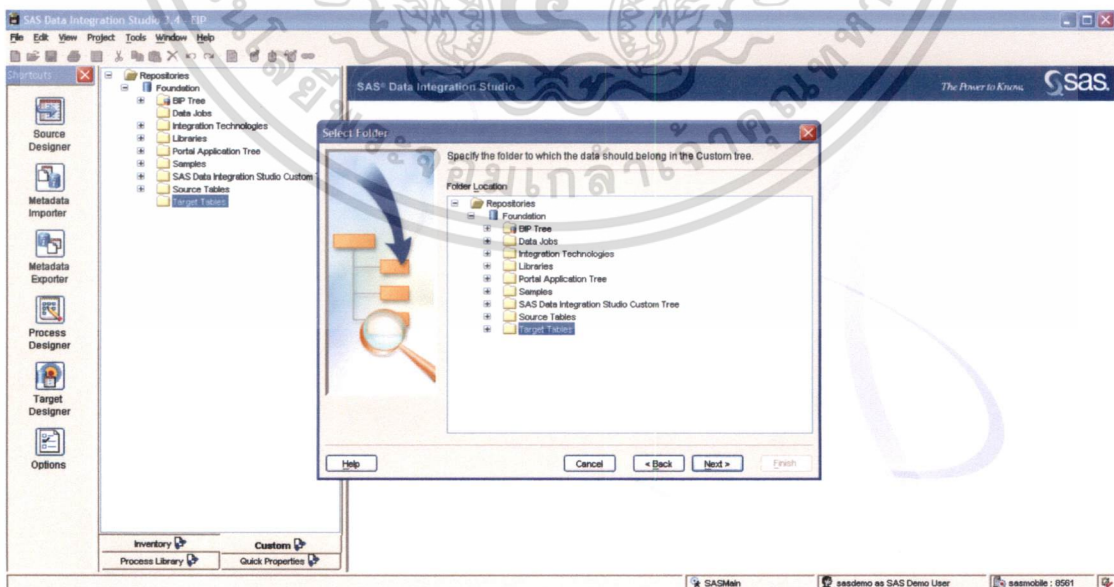 SAS Data Integration Studio 3.4 - EIP
File Edit View Project Tools Window Help
Shortcuts
Source Designer
Metadata Importer
Metadata Exporter
Process Designer
Target Designer
Options
Repositories
Foundation
BIP Tree
Data Jobs
Integration Technologies
Libraries
Portal Application Tree
Samples
SAS Data Integration Studio Custom
Source Tables
Target Tables
Inventory
Custom
Process Library
Quick Properties
SAS® Data Integration Studio
The Power to Know.
sas.
Select Folder
Specify the folder to which the data should belong in the Custom tree.
Folder Location
Repositories
Foundation
BIP Tree
Data Jobs
Integration Technologies
Libraries
Portal Application Tree
Samples
SAS Data Integration Studio Custom Tree
Source Tables
Target Tables
Help
Cancel
< Back
Next >
Finish
SASMain
sasdemo as SAS Demo User
sasmobile : 8561